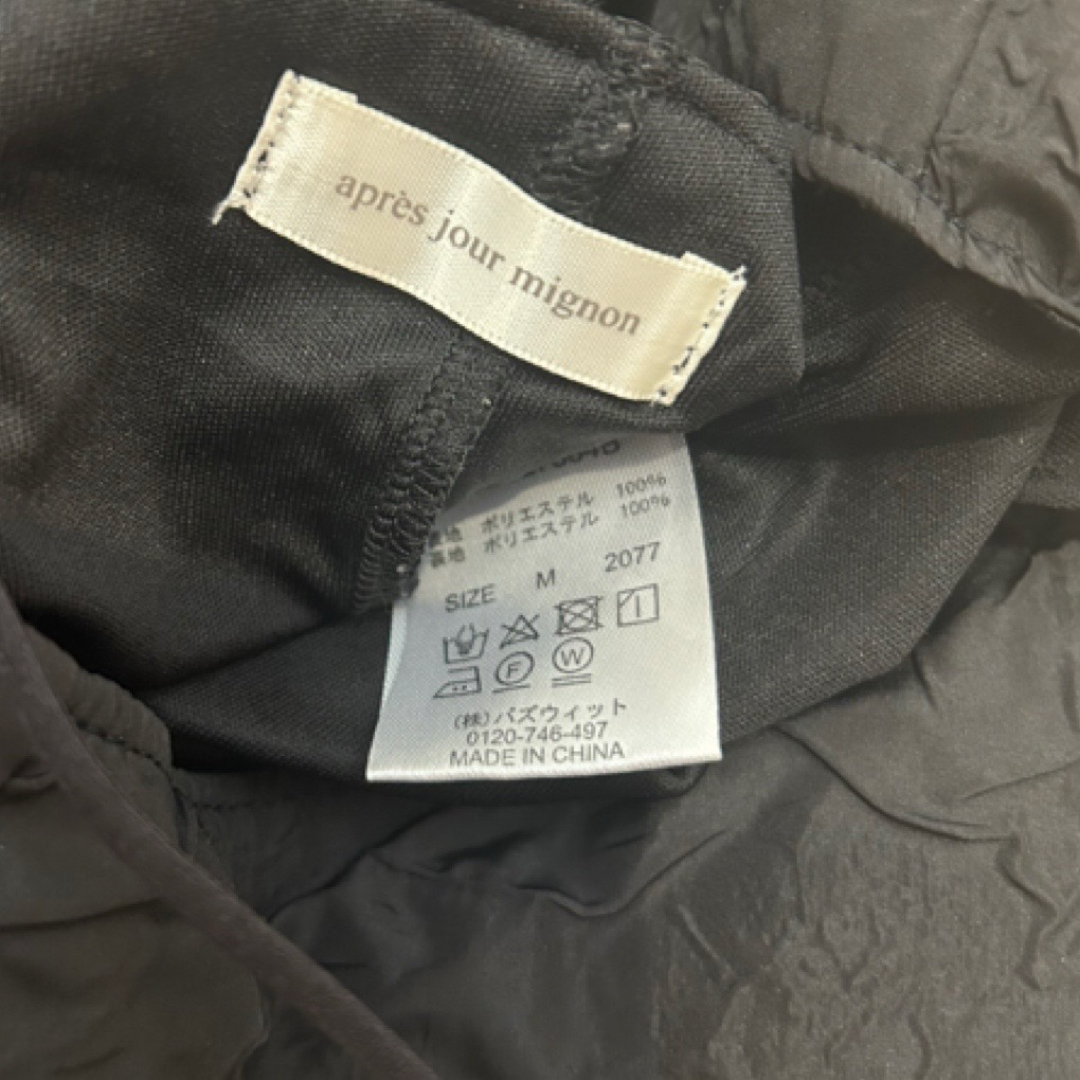 après jour mignon
表地 ポリエステル 100%
裏地 ポリエステル 100%
SIZE M 2077
F W
(株)バズウィット
0120-746-497
MADE IN CHINA